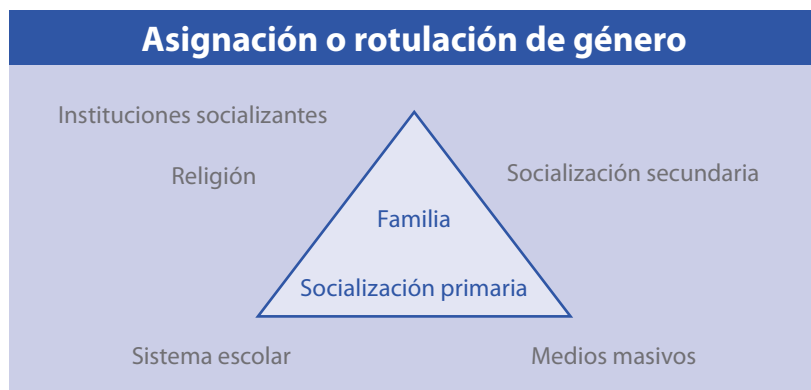 Asignación o rotulación de género
Instituciones socializantes
Religión
Socialización secundaria
Familia
Socialización primaria
Sistema escolar
Medios masivos